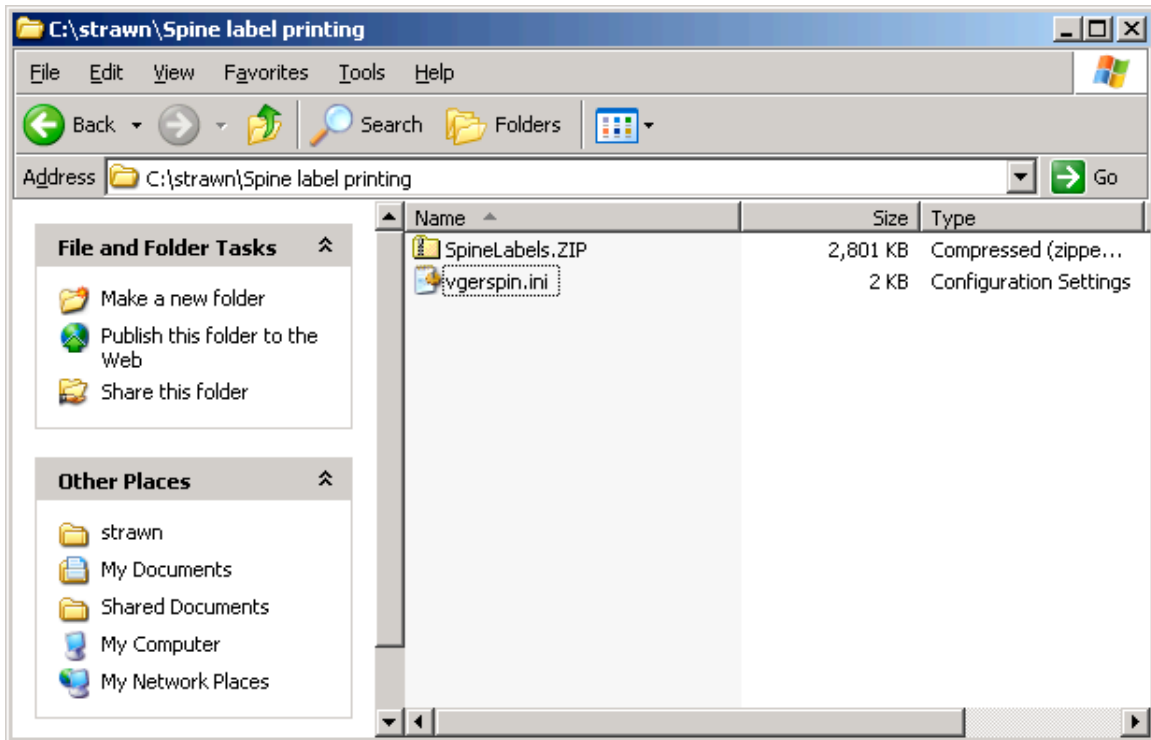 C:\strawn\Spine label printing
File Edit View Favorites Tools Help
Back Search Folders
Address C:\strawn\Spine label printing Go
Name Size Type
SpineLabels.ZIP 2,801 KB Compressed (zippe...
vgerspin.ini 2 KB Configuration Settings
File and Folder Tasks
Make a new folder
Publish this folder to the
Web
Share this folder
Other Places
strawn
My Documents
Shared Documents
My Computer
My Network Places